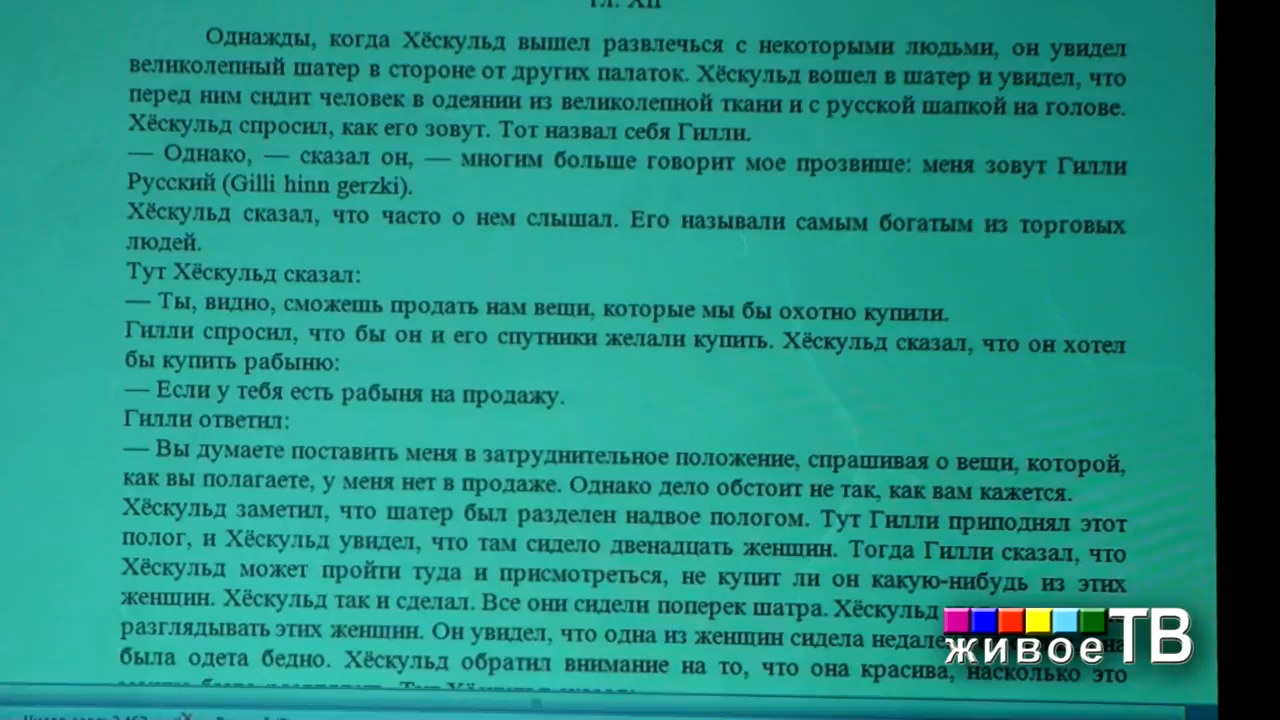 гл. XII
Однажды, когда Хёскульд вышел развлечься с некоторыми людьми, он увидел
великолепный шатер в стороне от других палаток. Хёскульд вошел в шатер и увидел, что
перед ним сидит человек в одеянии из великолепной ткани и с русской шапкой на голове.
Хёскульд спросил, как его зовут. Тот назвал себя Гилли.
— Однако, — сказал он, — многим больше говорит мое прозвище: меня зовут Гилли
Русский (Gilli hinn gerzki).
Хёскульд сказал, что часто о нем слышал. Его называли самым богатым из торговых
людей.
Тут Хёскульд сказал:
— Ты, видно, сможешь продать нам вещи, которые мы бы охотно купили.
Гилли спросил, что бы он и его спутники желали купить. Хёскульд сказал, что он хотел
бы купить рабыню:
— Если у тебя есть рабыня на продажу.
Гилли ответил:
— Вы думаете поставить меня в затруднительное положение, спрашивая о вещи, которой,
как вы полагаете, у меня нет в продаже. Однако дело обстоит не так, как вам кажется.
Хёскульд заметил, что шатер был разделен надвое пологом. Тут Гилли приподнял этот
полог, и Хёскульд увидел, что там сидело двенадцать женщин. Тогда Гилли сказал, что
Хёскульд может пройти туда и присмотреться, не купит ли он какую-нибудь из этих
женщин. Хёскульд так и сделал. Все они сидели поперек шатра. Хёскульд
разглядывать этих женщин. Он увидел, что одна из женщин сидела
была одета бедно. Хёскульд обратил внимание на то, что она красива, насколько это
живоеТВ